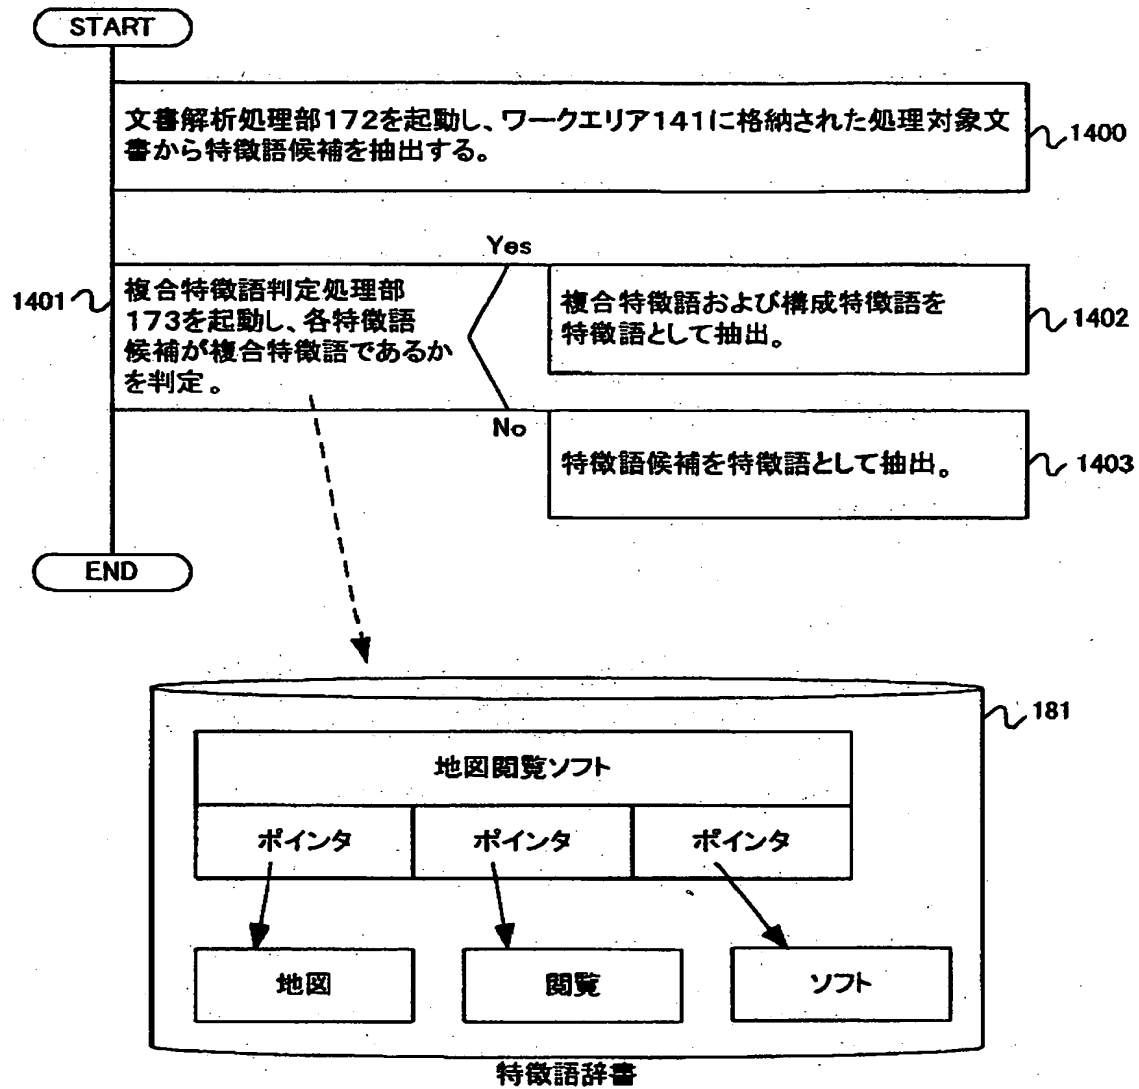 START
文書解析処理部172を起動し、ワークエリア141に格納された処理対象文
書から特徴語候補を抽出する。
1400
Yes
1401
複合特徴語判定処理部
173を起動し、各特徴語
候補が複合特徴語であるか
を判定。
複合特徴語および構成特徴語を
特徴語として抽出。
1402
No
特徴語候補を特徴語として抽出。
1403
END
181
地図閲覧ソフト
ポインタ
ポインタ
ポインタ
地図
閲覧
ソフト
特徴語辞書